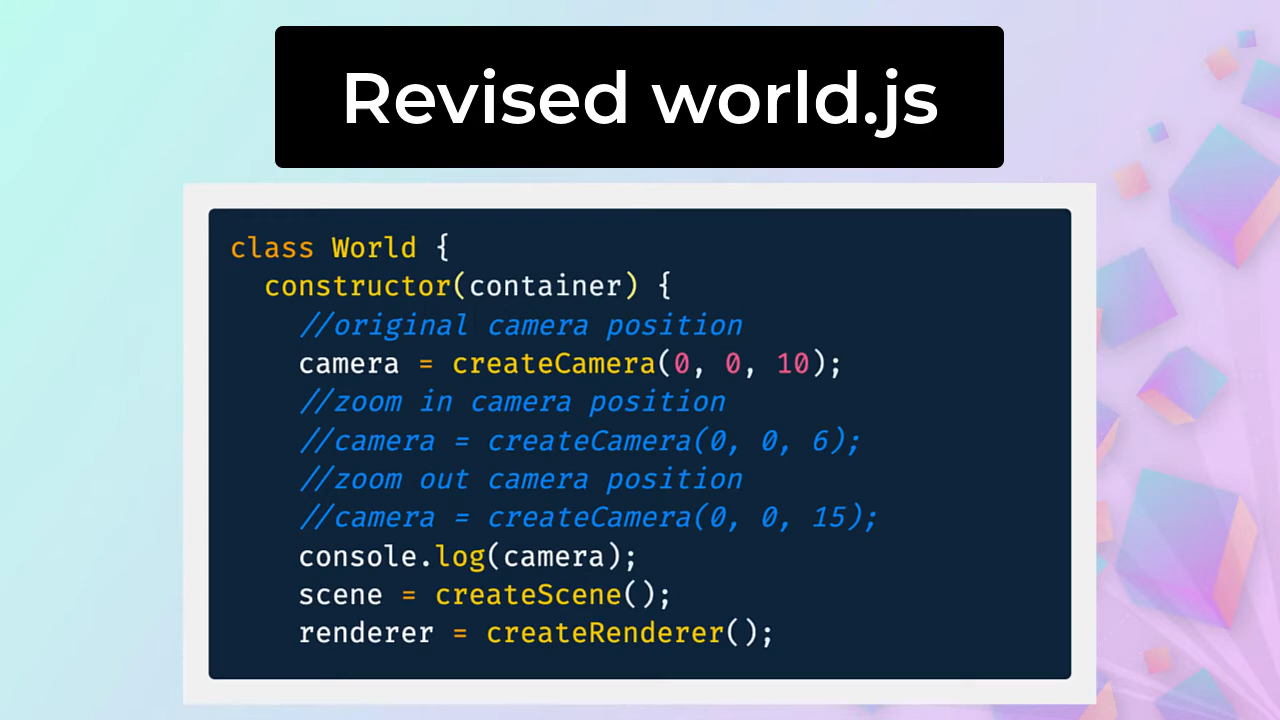 Revised world.js
class World {
constructor(container) {
//original camera position
camera = createCamera(0, 0, 10);
//zoom in camera position
//camera = createCamera(0, 0, 6);
//zoom out camera position
//camera = createCamera(0, 0, 15);
console.log(camera);
scene = createScene();
renderer = createRenderer();